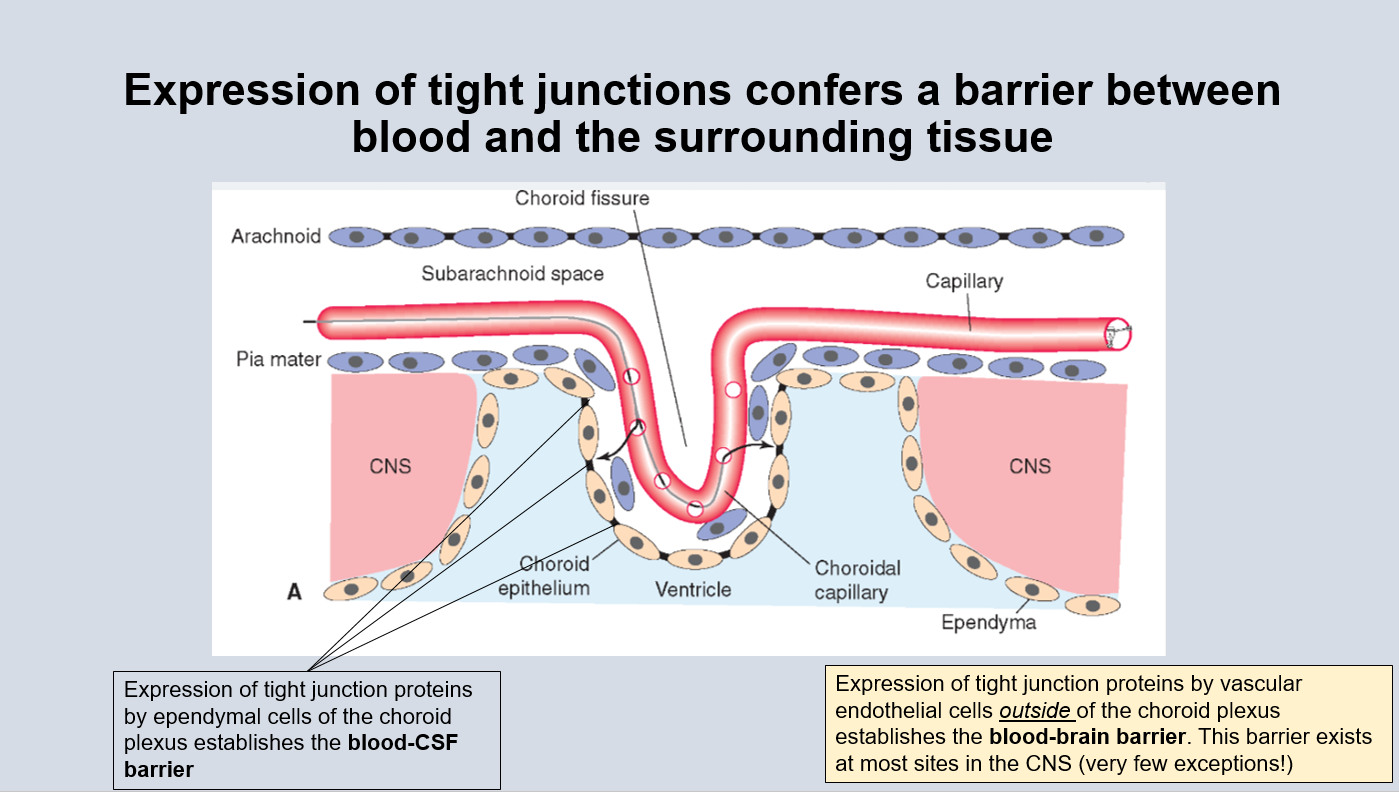 Expression of tight junctions confers a barrier between
blood and the surrounding tissue
Choroid fissure
Arachnoid
Subarachnoid space
Capillary
Pia mater
CNS
CNS
Choroid
epithelium
Ventricle
Choroidal
capillary
A
Ependyma
Expression of tight junction proteins
by ependymal cells of the choroid
plexus establishes the blood-CSF
barrier
Expression of tight junction proteins by vascular
endothelial cells outside of the choroid plexus
establishes the blood-brain barrier. This barrier exists
at most sites in the CNS (very few exceptions!)